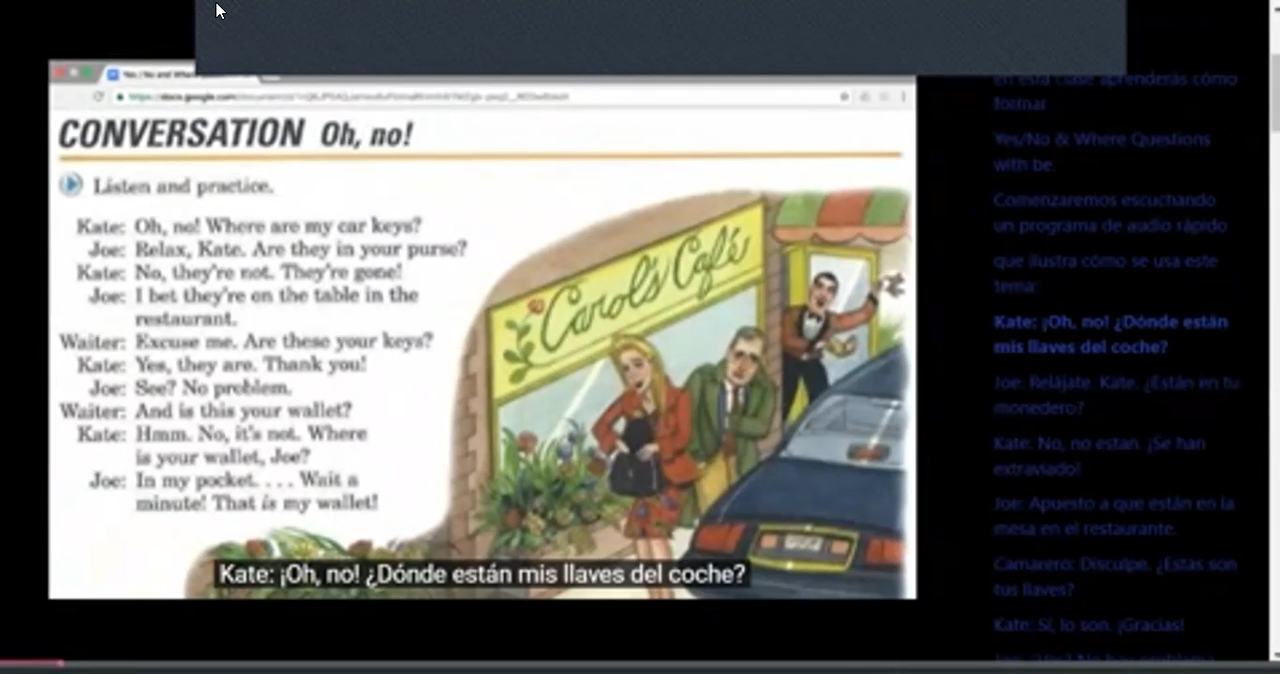 CONVERSATION Oh, no!
Listen and practice.
Kate: Oh, no! Where are my car keys?
Joe: Relax, Kate. Are they in your purse?
Kate: No, they're not. They're gone!
Joe: I bet they're on the table in the
restaurant.
Waiter: Excuse me. Are these your keys?
Kate: Yes, they are. Thank you!
Joe: See? No problem.
Waiter: And is this your wallet?
Kate: Hmm. No, it's not. Where
is your wallet, Joe?
Joe: In my pocket. . . . Wait a
minute! That is my wallet!
Carol's Café
Kate: ¡Oh, no! ¿Dónde están mis llaves del coche?
en esta clase aprenderás cómo
formar
Yes/No & Where Questions
with be.
Comenzaremos escuchando
un programa de audio rápido
que ilustra cómo se usa este
tema:
Kate: ¡Oh, no! ¿Dónde están
mis llaves del coche?
Joe: Relájate. Kate. ¿Están en tu
monedero?
Kate: No, no estan. ¡Se han
extraviado!
Joe: Apuesto a que están en la
mesa en el restaurante.
Camarero: Disculpe. ¿Estas son
tus llaves?
Kate: Sí, lo son. ¡Gracias!